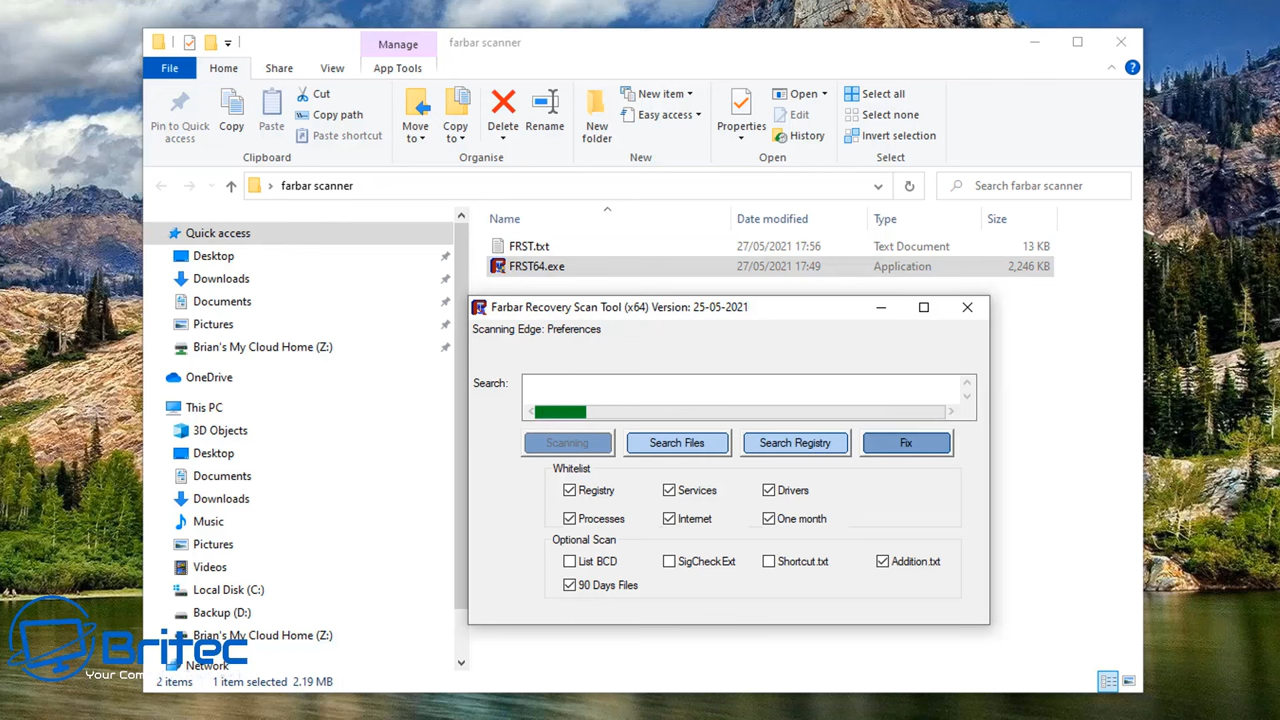 Manage
farbar scanner
File
Home
Share
View
App Tools
Pin to Quick access
Copy
Paste
Cut
Copy path
Paste shortcut
Clipboard
Move to
Copy to
Delete
Rename
Organise
New folder
New item
Easy access
New
Properties
Open
Edit
History
Open
Select all
Select none
Invert selection
Select
farbar scanner
Search farbar scanner
Name
Date modified
Type
Size
FRST.txt 27/05/2021 17:56 Text Document 13 KB
FRST64.exe 27/05/2021 17:49 Application 2,246 KB
Quick access
Desktop
Downloads
Documents
Pictures
Brian's My Cloud Home (Z:)
OneDrive
This PC
3D Objects
Desktop
Documents
Downloads
Music
Pictures
Videos
Local Disk (C:)
Backup (D:)
Brian's My Cloud Home (Z:)
Network
2 items 1 item selected 2.19 MB
Farbar Recovery Scan Tool (x64) Version: 25-05-2021
Scanning Edge: Preferences
Search:
Scanning
Search Files
Search Registry
Fix
Whitelist
Registry
Services
Drivers
Processes
Internet
One month
Optional Scan
List BCD
SigCheckExt
Shortcut.txt
Addition.txt
90 Days Files
Britec
Your Com